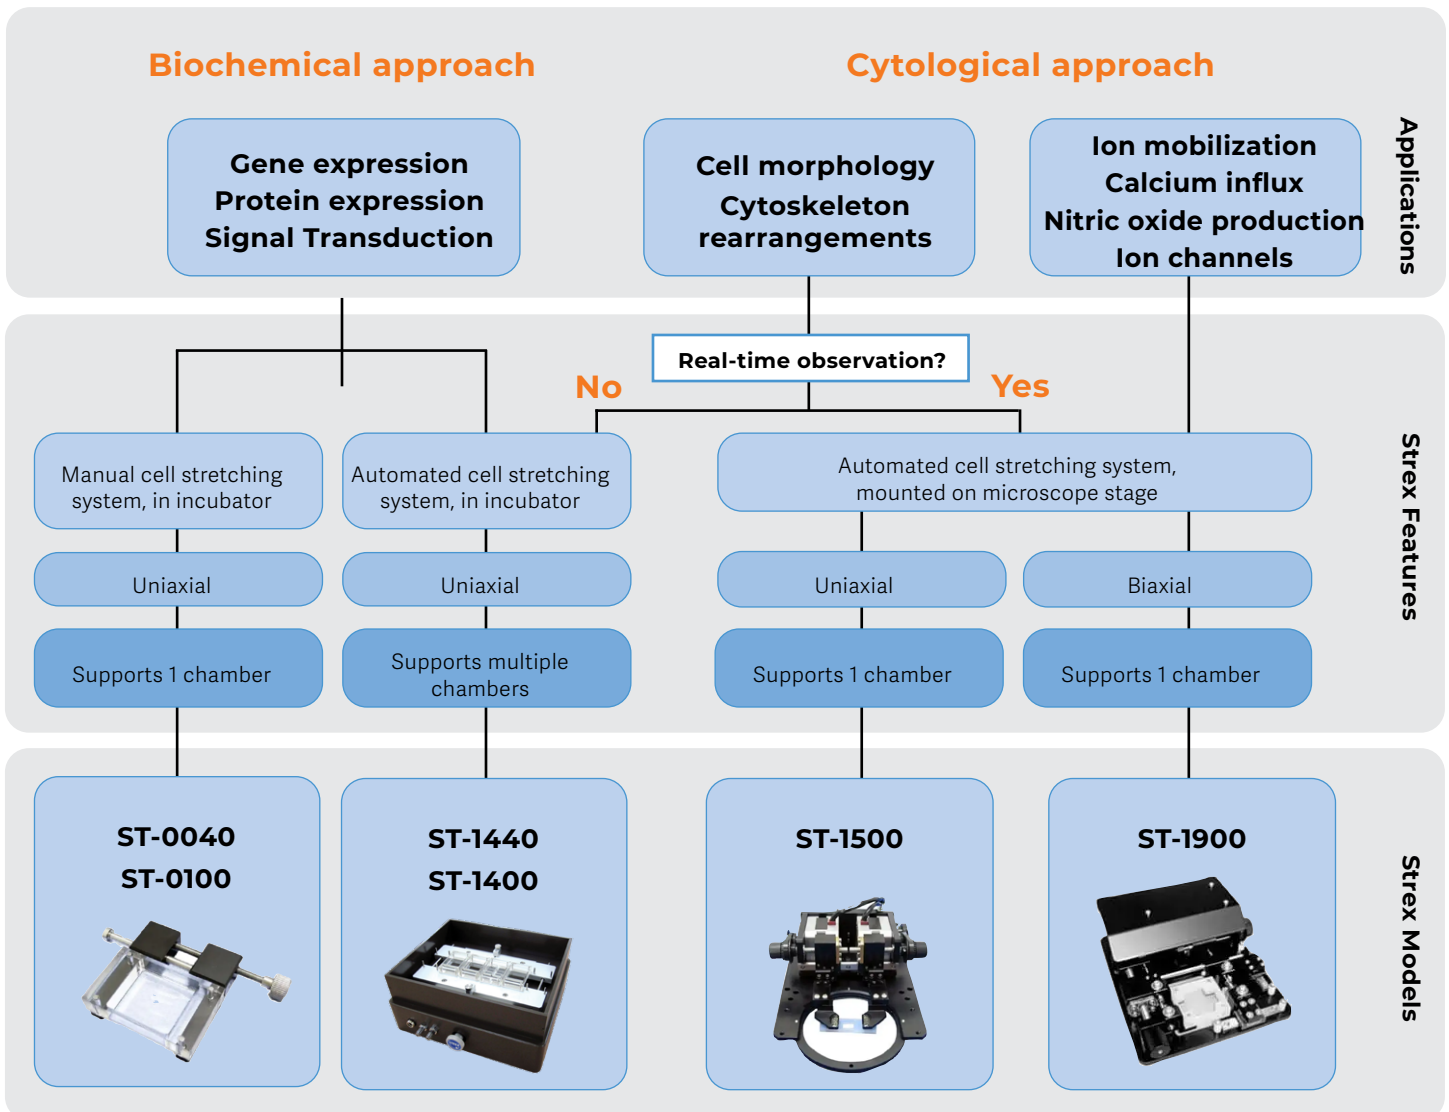 Biochemical approach
Cytological approach
Gene expression
Protein expression
Signal Transduction
Cell morphology
Cytoskeleton
rearrangements
Ion mobilization
Calcium influx
Nitric oxide production
Ion channels
Applications
Real-time observation?
No
Yes
Manual cell stretching
system, in incubator
Automated cell stretching
system, in incubator
Automated cell stretching system,
mounted on microscope stage
Uniaxial
Uniaxial
Uniaxial
Biaxial
Supports 1 chamber
Supports multiple
chambers
Supports 1 chamber
Supports 1 chamber
Strex Features
ST-0040
ST-0100
ST-1440
ST-1400
ST-1500
ST-1900
Strex Models